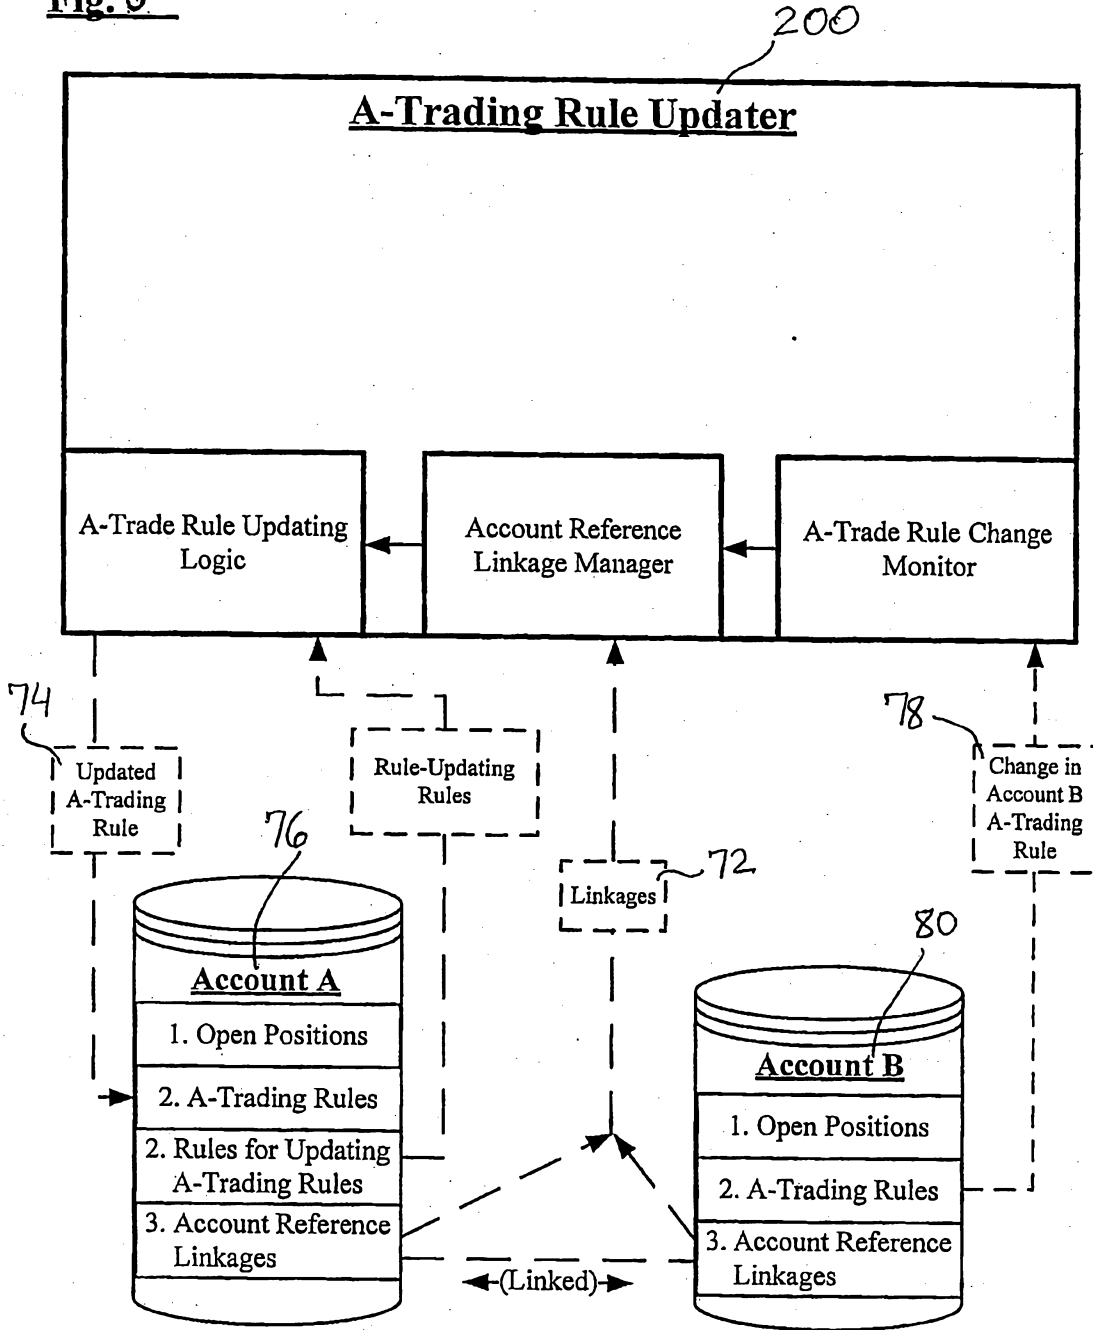 200
A-Trading Rule Updater
A-Trade Rule Updating
Logic
Account Reference
Linkage Manager
A-Trade Rule Change
Monitor
74
Updated
A-Trading
Rule
Rule-Updating
Rules
78
Change in
Account B
A-Trading
Rule
76
72
Linkages
80
Account A
1. Open Positions
2. A-Trading Rules
2. Rules for Updating
A-Trading Rules
3. Account Reference
Linkages
(Linked)
Account B
1. Open Positions
2. A-Trading Rules
3. Account Reference
Linkages